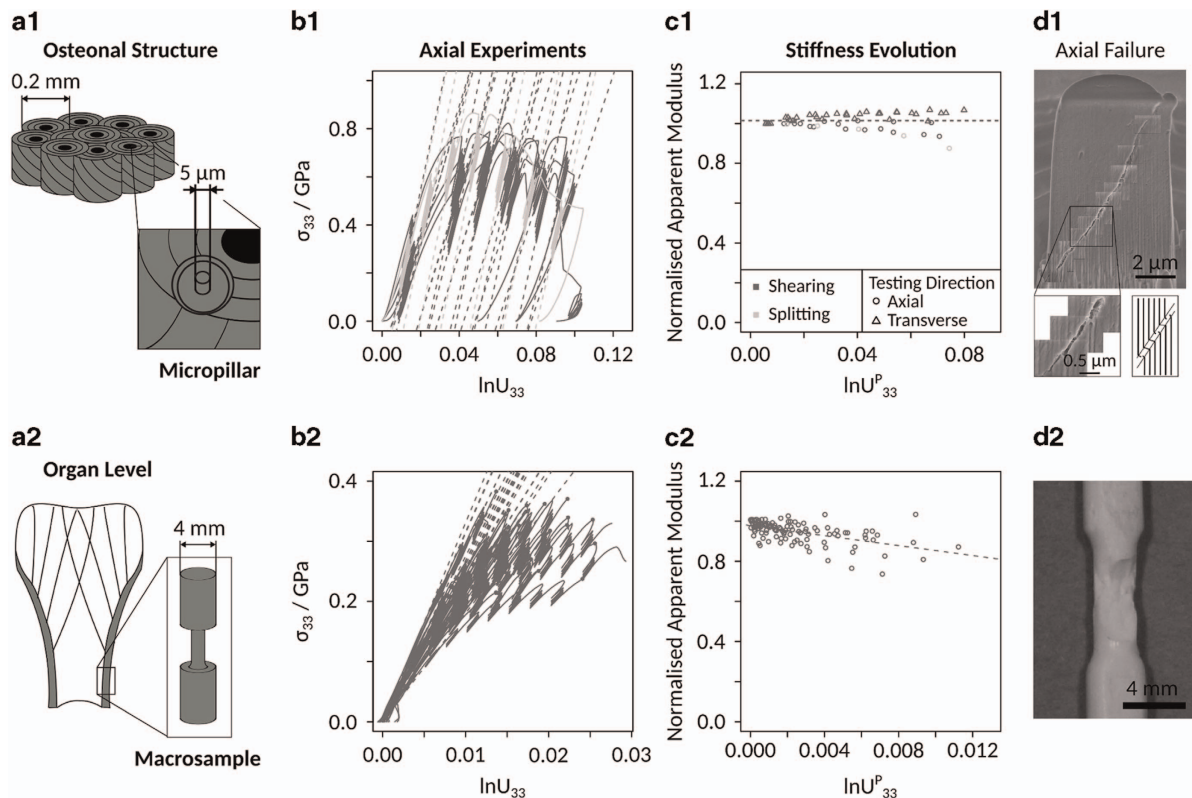 a1
Osteonal Structure
0.2 mm
5 µm
Micropillar
b1
Axial Experiments
σ33 / GPa
0.8
0.4
0.0
0.00
0.04
0.08
0.12
lnU33
c1
Stiffness Evolution
Normalised Apparent Modulus
1.2
0.8
0.4
0.0
Shearing
Splitting
Testing Direction
Axial
Transverse
0.00
0.04
0.08
lnUP33
d1
Axial Failure
2 µm
0.5 µm
a2
Organ Level
4 mm
Macrosample
b2
σ33 / GPa
0.4
0.2
0.0
0.00
0.01
0.02
0.03
lnU33
c2
Normalised Apparent Modulus
1.2
0.8
0.4
0.0
0.000
0.004
0.008
0.012
lnUP33
d2
4 mm